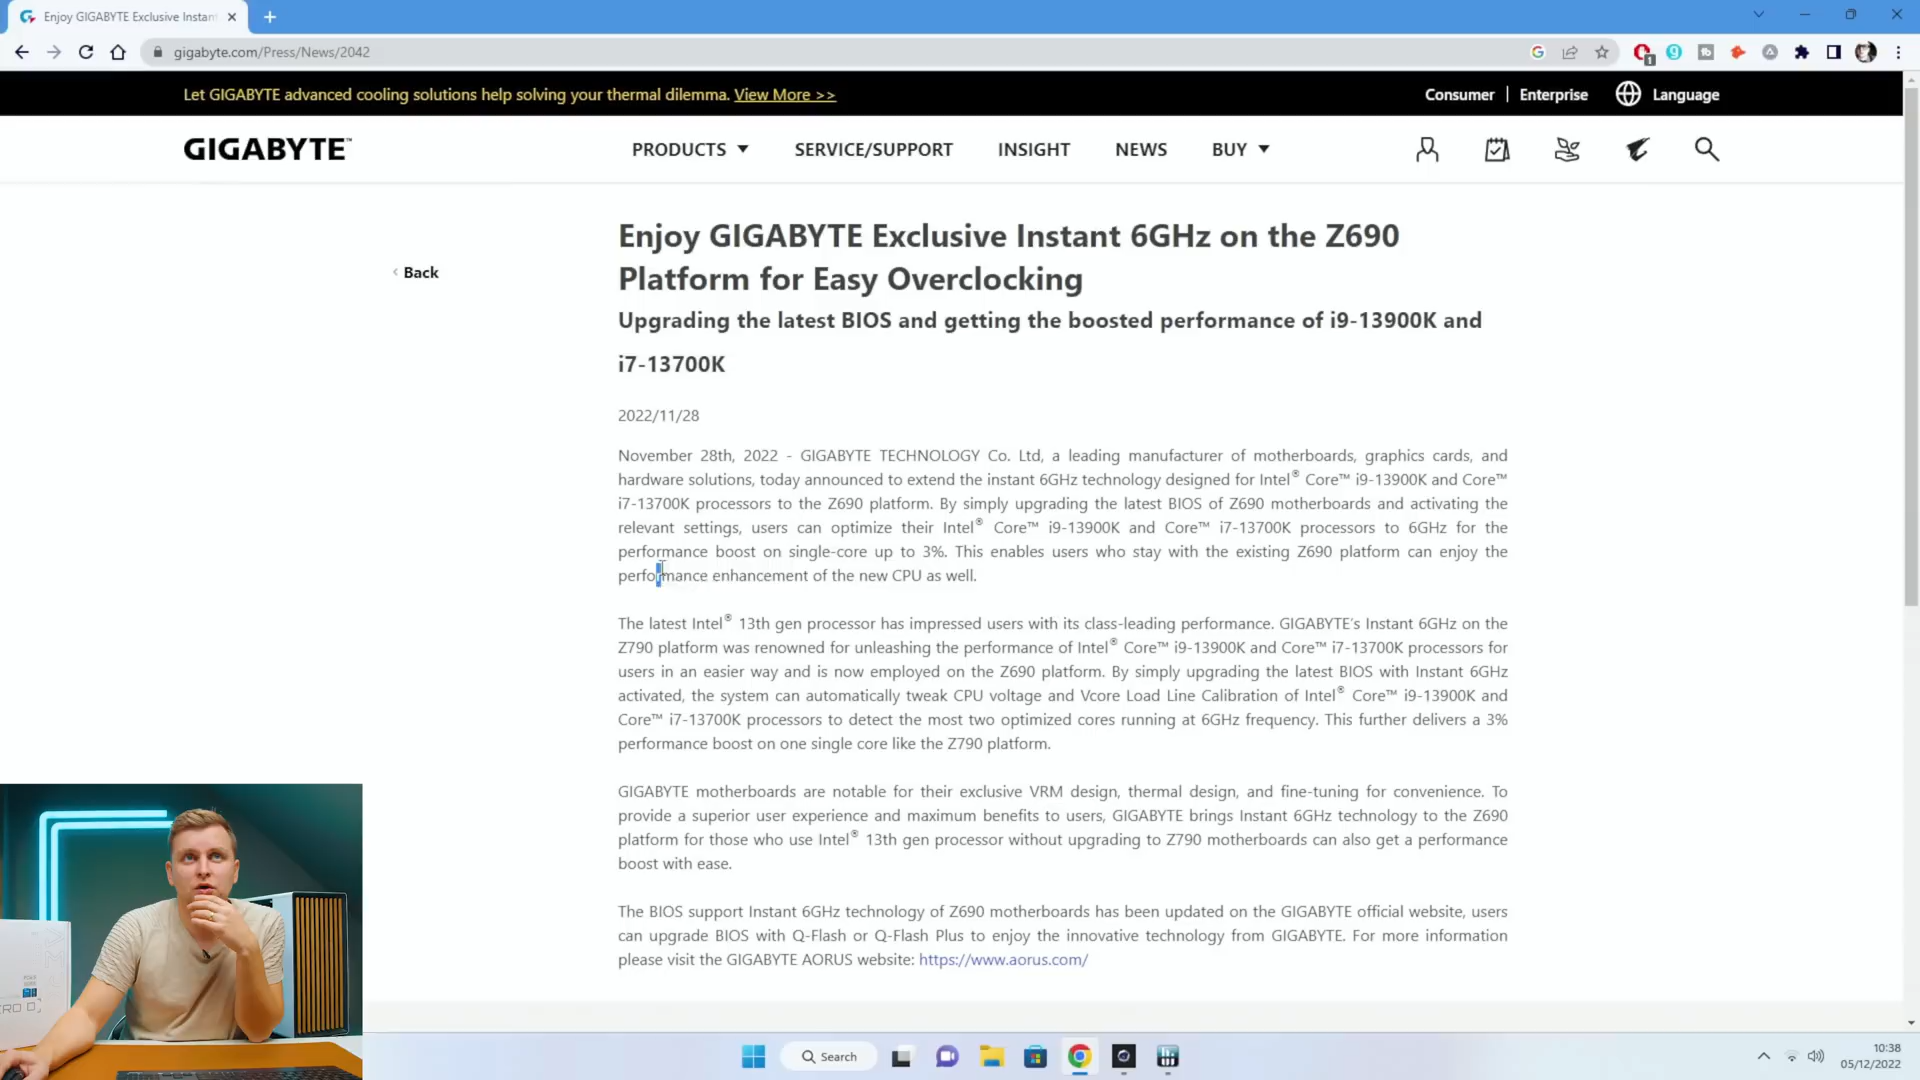 Enjoy GIGABYTE Exclusive Instan
gigabyte.com/Press/News/2042
1
Let GIGABYTE advanced cooling solutions help solving your thermal dilemma. View More >>
Consumer | Enterprise
Language
GIGABYTE™
PRODUCTS
SERVICE/SUPPORT
INSIGHT
NEWS
BUY
Back
Enjoy GIGABYTE Exclusive Instant 6GHz on the Z690
Platform for Easy Overclocking
Upgrading the latest BIOS and getting the boosted performance of i9-13900K and
i7-13700K
2022/11/28
November 28th, 2022 - GIGABYTE TECHNOLOGY Co. Ltd, a leading manufacturer of motherboards, graphics cards, and
hardware solutions, today announced to extend the instant 6GHz technology designed for Intel® Core™ i9-13900K and Core™
i7-13700K processors to the Z690 platform. By simply upgrading the latest BIOS of Z690 motherboards and activating the
relevant settings, users can optimize their Intel® Core™ i9-13900K and Core™ i7-13700K processors to 6GHz for the
performance boost on single-core up to 3%. This enables users who stay with the existing Z690 platform can enjoy the
performance enhancement of the new CPU as well.
The latest Intel® 13th gen processor has impressed users with its class-leading performance. GIGABYTE's Instant 6GHz on the
Z790 platform was renowned for unleashing the performance of Intel® Core™ i9-13900K and Core™ i7-13700K processors for
users in an easier way and is now employed on the Z690 platform. By simply upgrading the latest BIOS with Instant 6GHz
activated, the system can automatically tweak CPU voltage and Vcore Load Line Calibration of Intel® Core™ i9-13900K and
Core™ i7-13700K processors to detect the most two optimized cores running at 6GHz frequency. This further delivers a 3%
performance boost on one single core like the Z790 platform.
GIGABYTE motherboards are notable for their exclusive VRM design, thermal design, and fine-tuning for convenience. To
provide a superior user experience and maximum benefits to users, GIGABYTE brings Instant 6GHz technology to the Z690
platform for those who use Intel® 13th gen processor without upgrading to Z790 motherboards can also get a performance
boost with ease.
The BIOS support Instant 6GHz technology of Z690 motherboards has been updated on the GIGABYTE official website, users
can upgrade BIOS with Q-Flash or Q-Flash Plus to enjoy the innovative technology from GIGABYTE. For more information
please visit the GIGABYTE AORUS website: https://www.aorus.com/
Search
10:38
05/12/2022